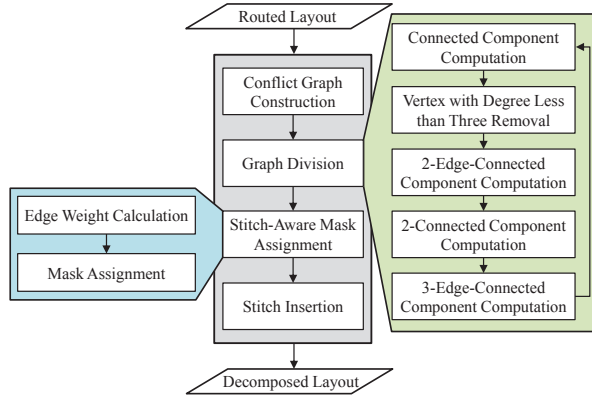 Routed Layout
Conflict Graph
Construction
Graph Division
Stitch-Aware Mask
Assignment
Stitch Insertion
Decomposed Layout
Edge Weight Calculation
Mask Assignment
Connected Component
Computation
Vertex with Degree Less
than Three Removal
2-Edge-Connected
Component Computation
2-Connected Component
Computation
3-Edge-Connected
Component Computation